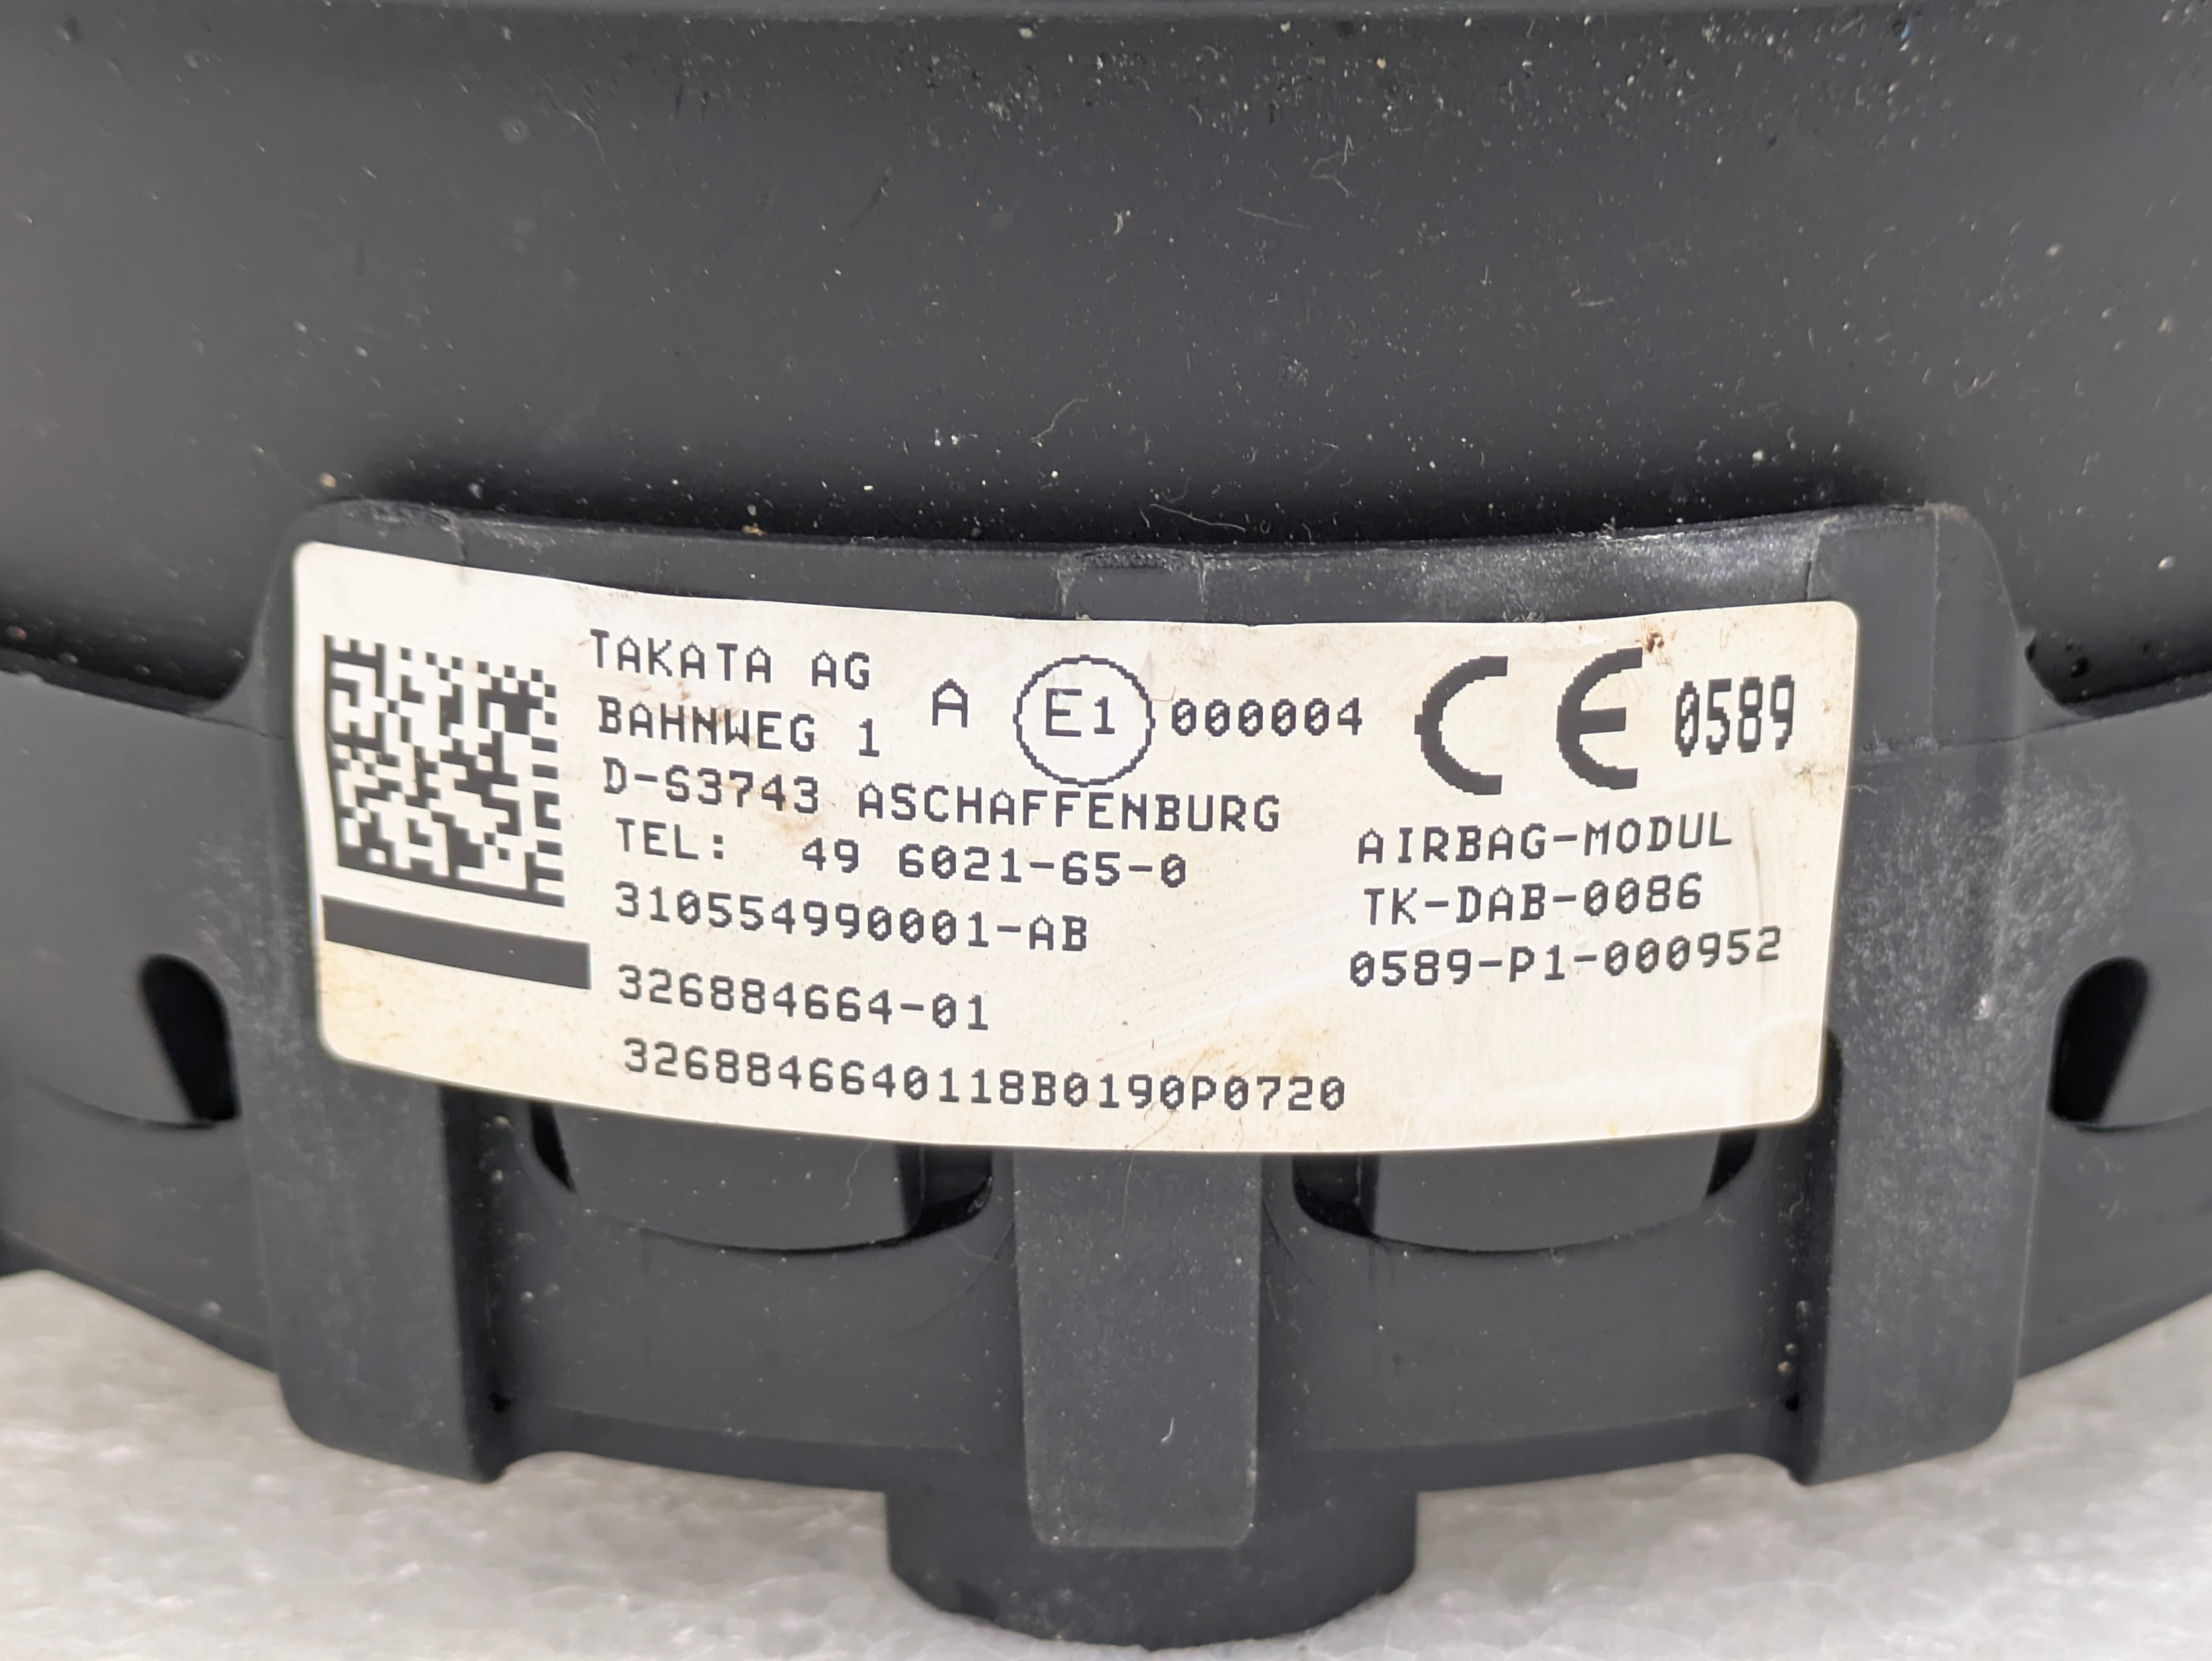 TAKATA AG
BAHNWEG 1
A E1 000004
CE 0589
D-S3743 ASCHAFFENBURG
TEL: 49 6021-65-0
310554990001-AB
326884664-01
3268846640118B0190P0720
AIRBAG-MODUL
TK-DAB-0086
0589-P1-000952